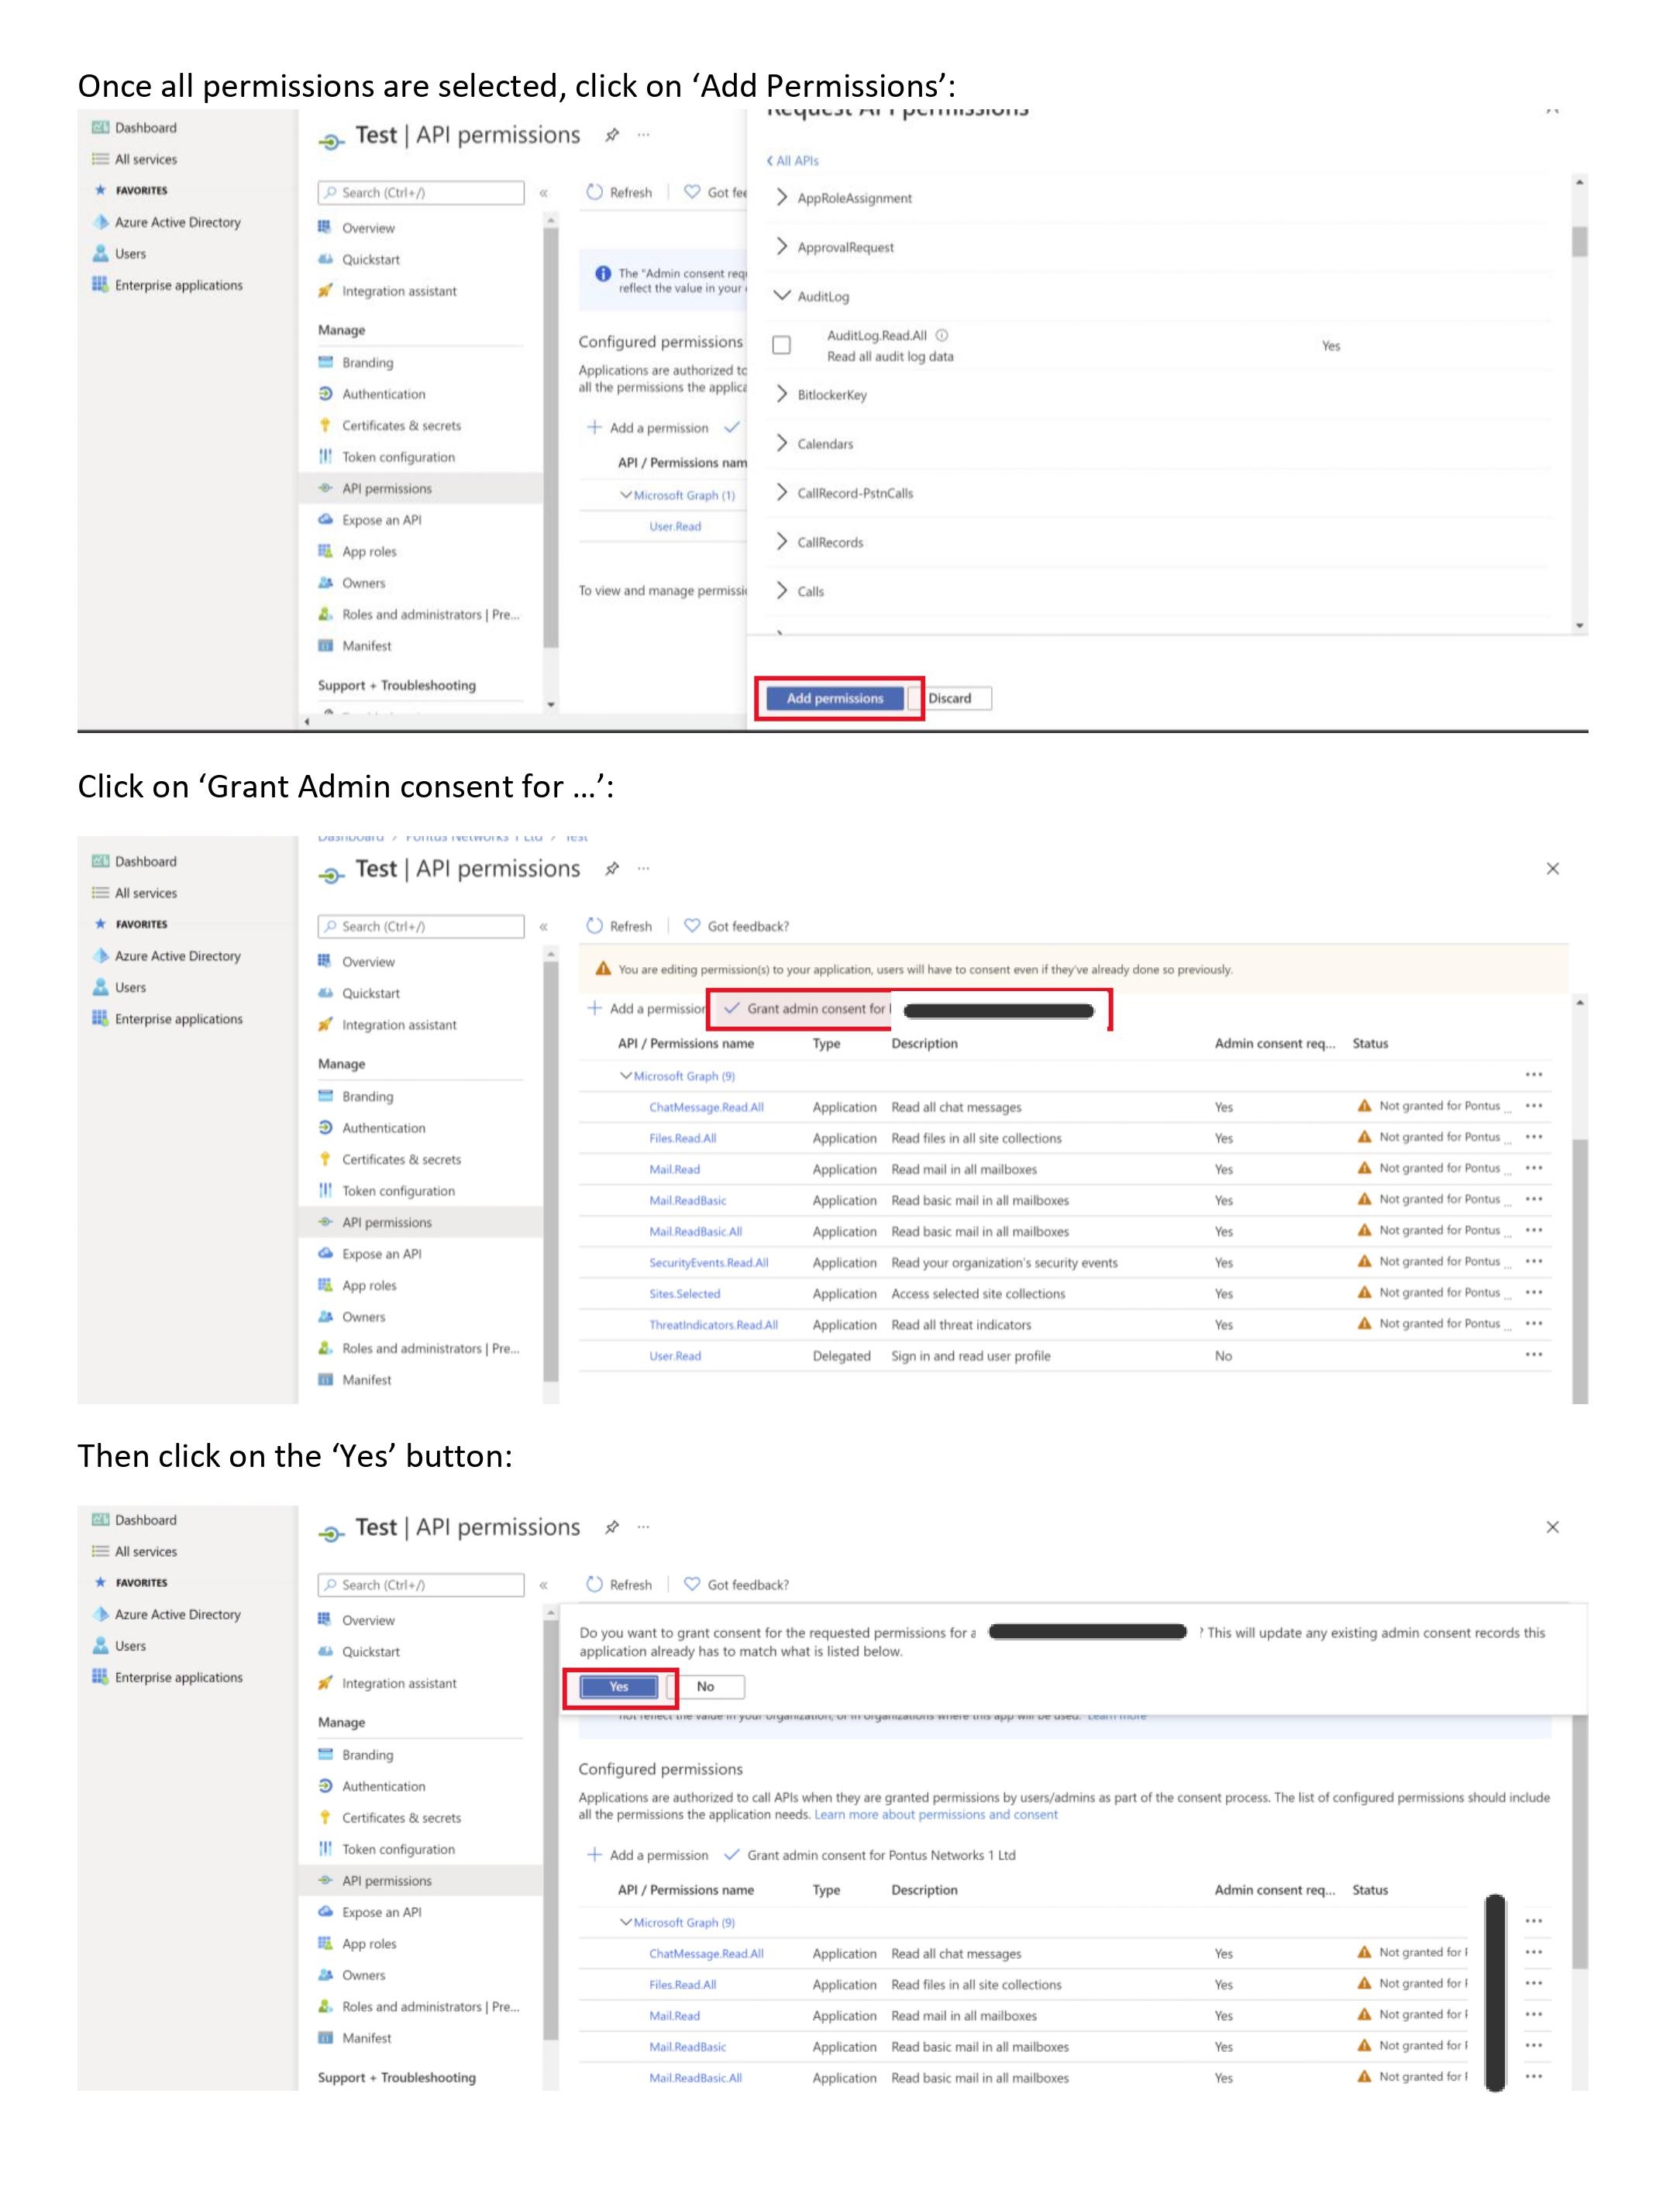 Once all permissions are selected, click on ‘Add Permissions’:
Dashboard
All services
FAVORITES
Azure Active Directory
Users
Enterprise applications
Test | API permissions ···
Search (Ctrl+/) «
Overview
Quickstart
Integration assistant
Manage
Branding
Authentication
Certificates & secrets
Token configuration
API permissions
Expose an API
App roles
Owners
Roles and administrators | Pre...
Manifest
Support + Troubleshooting
Refresh Got fee
The "Admin consent req
reflect the value in your
Configured permissions
Applications are authorized to
all the permissions the applica
Add a permission
API / Permissions nam
Microsoft Graph (1)
User.Read
To view and manage permissi
Request API permissions
All APIs
AppRoleAssignment
ApprovalRequest
AuditLog
AuditLog.Read.All
Read all audit log data Yes
BitlockerKey
Calendars
CallRecord-PstnCalls
CallRecords
Calls
Add permissions Discard
Click on ‘Grant Admin consent for …’:
Dashboard > Pontus Networks 1 Ltd > Test
Dashboard
All services
FAVORITES
Azure Active Directory
Users
Enterprise applications
Test | API permissions ···
Search (Ctrl+/) «
Overview
Quickstart
Integration assistant
Manage
Branding
Authentication
Certificates & secrets
Token configuration
API permissions
Expose an API
App roles
Owners
Roles and administrators | Pre...
Manifest
Refresh Got feedback?
You are editing permission(s) to your application, users will have to consent even if they've already done so previously.
Add a permission Grant admin consent for
API / Permissions name Type Description Admin consent req... Status
Microsoft Graph (9) ···
ChatMessage.Read.All Application Read all chat messages Yes Not granted for Pontus ... ···
Files.Read.All Application Read files in all site collections Yes Not granted for Pontus ... ···
Mail.Read Application Read mail in all mailboxes Yes Not granted for Pontus ... ···
Mail.ReadBasic Application Read basic mail in all mailboxes Yes Not granted for Pontus ... ···
Mail.ReadBasic.All Application Read basic mail in all mailboxes Yes Not granted for Pontus ... ···
SecurityEvents.Read.All Application Read your organization's security events Yes Not granted for Pontus ... ···
Sites.Selected Application Access selected site collections Yes Not granted for Pontus ... ···
ThreatIndicators.Read.All Application Read all threat indicators Yes Not granted for Pontus ... ···
User.Read Delegated Sign in and read user profile No ···
Then click on the ‘Yes’ button:
Dashboard
All services
FAVORITES
Azure Active Directory
Users
Enterprise applications
Test | API permissions ···
Search (Ctrl+/) «
Overview
Quickstart
Integration assistant
Manage
Branding
Authentication
Certificates & secrets
Token configuration
API permissions
Expose an API
App roles
Owners
Roles and administrators | Pre...
Manifest
Support + Troubleshooting
Refresh Got feedback?
Do you want to grant consent for the requested permissions for a ? This will update any existing admin consent records this
application already has to match what is listed below.
Yes No
not reflect the value in your organization, or in organizations where this app will be used. Learn more
Configured permissions
Applications are authorized to call APIs when they are granted permissions by users/admins as part of the consent process. The list of configured permissions should include
all the permissions the application needs. Learn more about permissions and consent
Add a permission Grant admin consent for Pontus Networks 1 Ltd
API / Permissions name Type Description Admin consent req... Status
Microsoft Graph (9) ···
ChatMessage.Read.All Application Read all chat messages Yes Not granted for ···
Files.Read.All Application Read files in all site collections Yes Not granted for ···
Mail.Read Application Read mail in all mailboxes Yes Not granted for ···
Mail.ReadBasic Application Read basic mail in all mailboxes Yes Not granted for ···
Mail.ReadBasic.All Application Read basic mail in all mailboxes Yes Not granted for ···